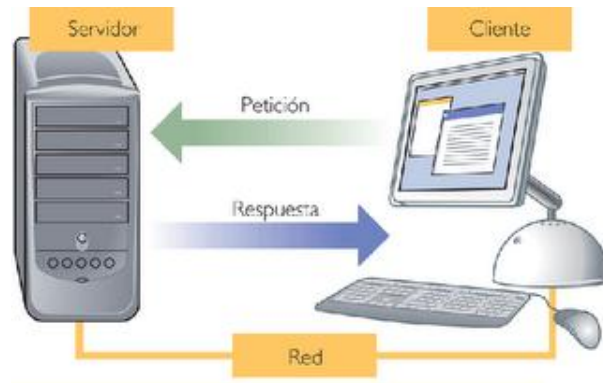 Servidor
Cliente
Petición
Respuesta
Red